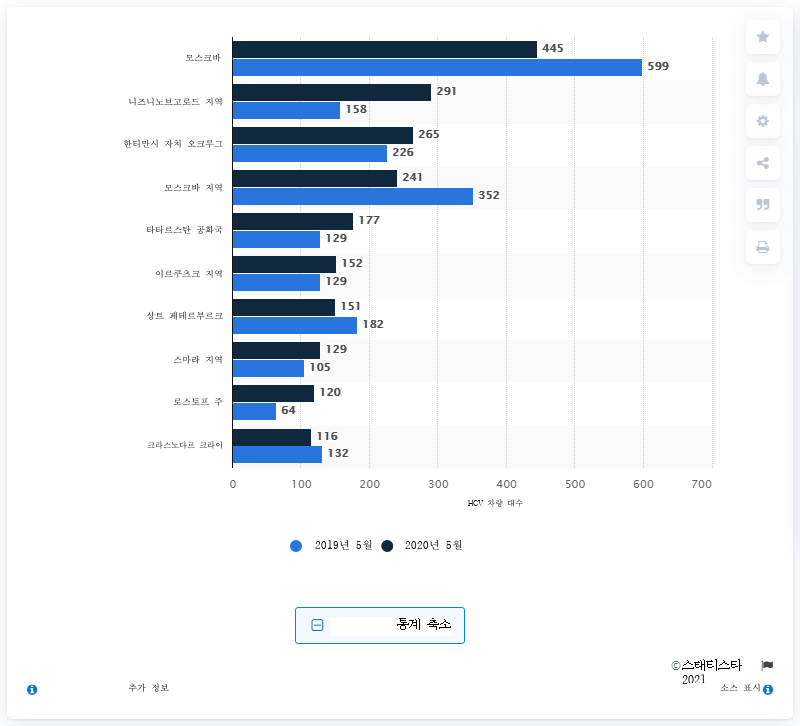 모스크바
445
599
니즈니노브고로드 지역
291
158
한티만시 자치 오크루그
265
226
모스크바 지역
241
352
타타르스탄 공화국
177
129
이르쿠츠크 지역
152
129
상트 페테르부르크
151
182
스마라 지역
129
105
로스토프 주
120
64
크라스노다르 크라이
116
132
0 100 200 300 400 500 600 700
HCV 차량 대수
2019년 5월 2020년 5월
통계 축소
©스태티스타
2021
추가 정보 소스 표시